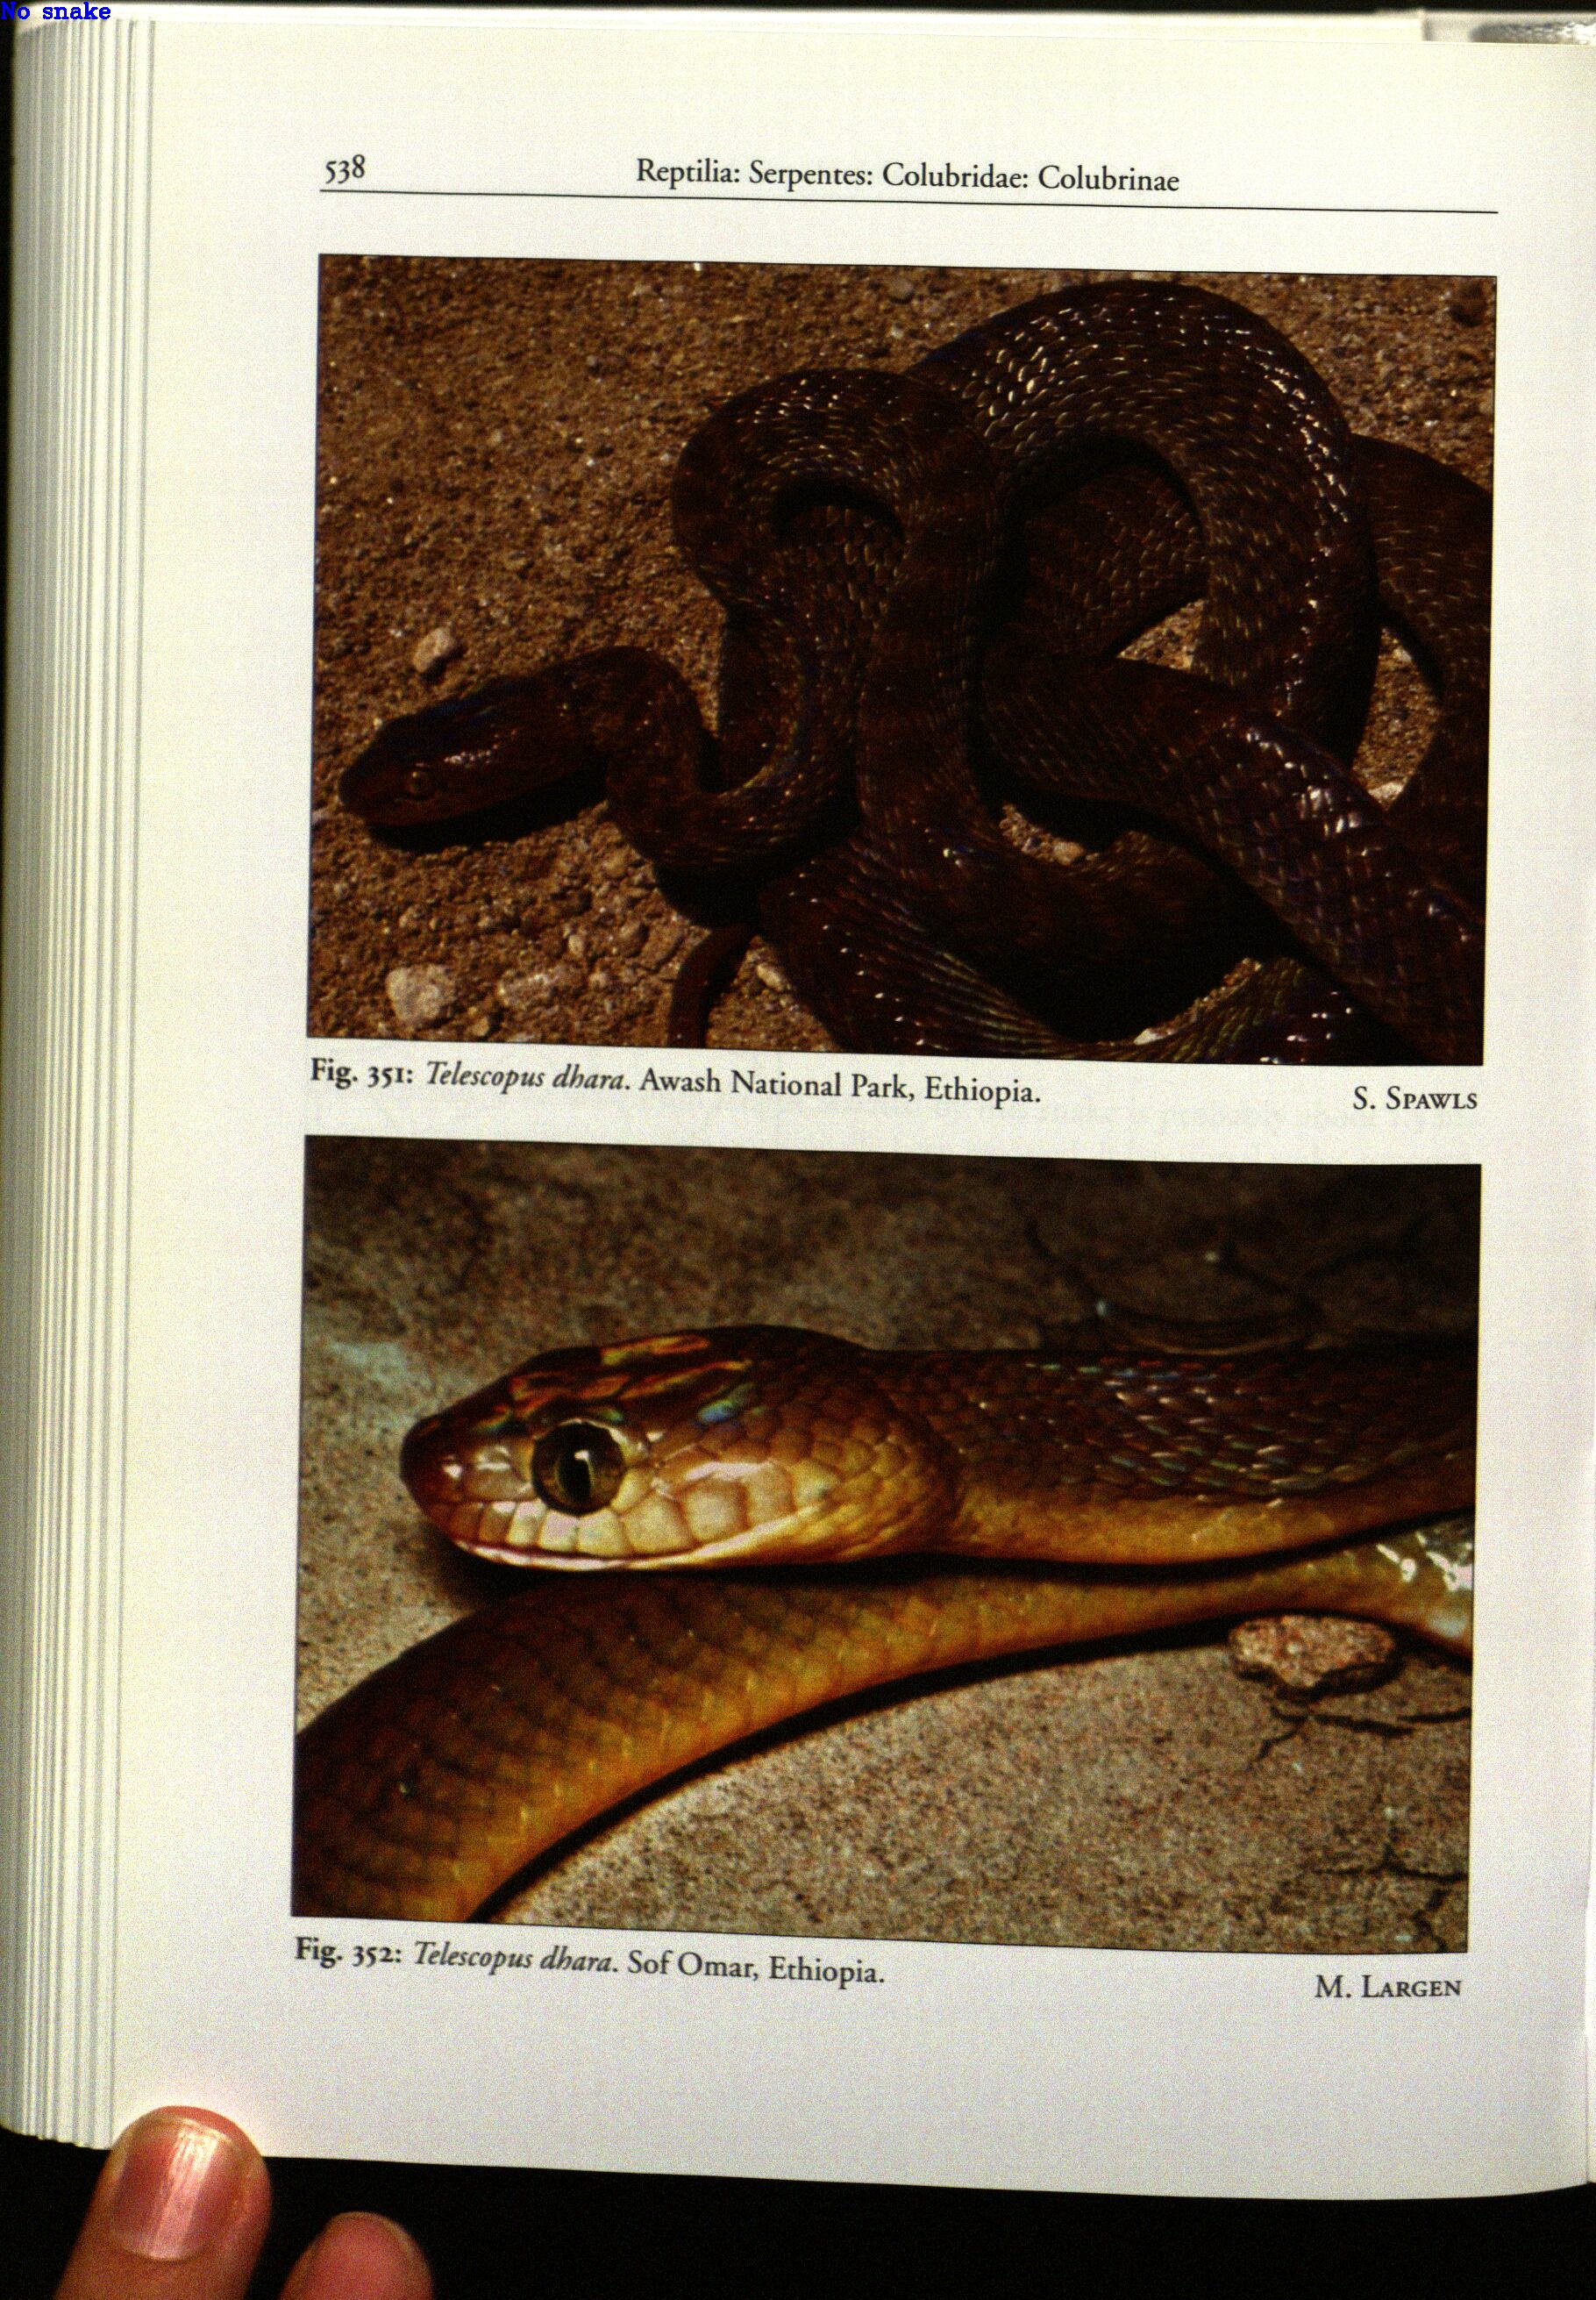 No snake
538 Reptilia: Serpentes: Colubridae: Colubrinae
Fig. 351: Telescopus dhara. Awash National Park, Ethiopia.
S. SPAWLS
Fig. 352: Telescopus dhara. Sof Omar, Ethiopia.
M. LARGEN